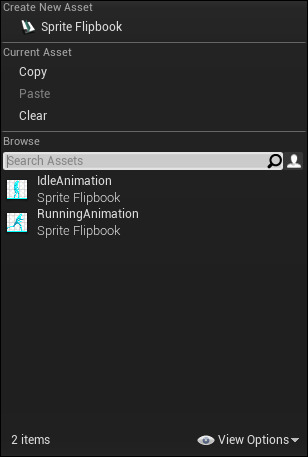 Create New Asset
Sprite Flipbook
Current Asset
Copy
Paste
Clear
Browse
Search Assets
IdleAnimation
Sprite Flipbook
RunningAnimation
Sprite Flipbook
2 items View Options